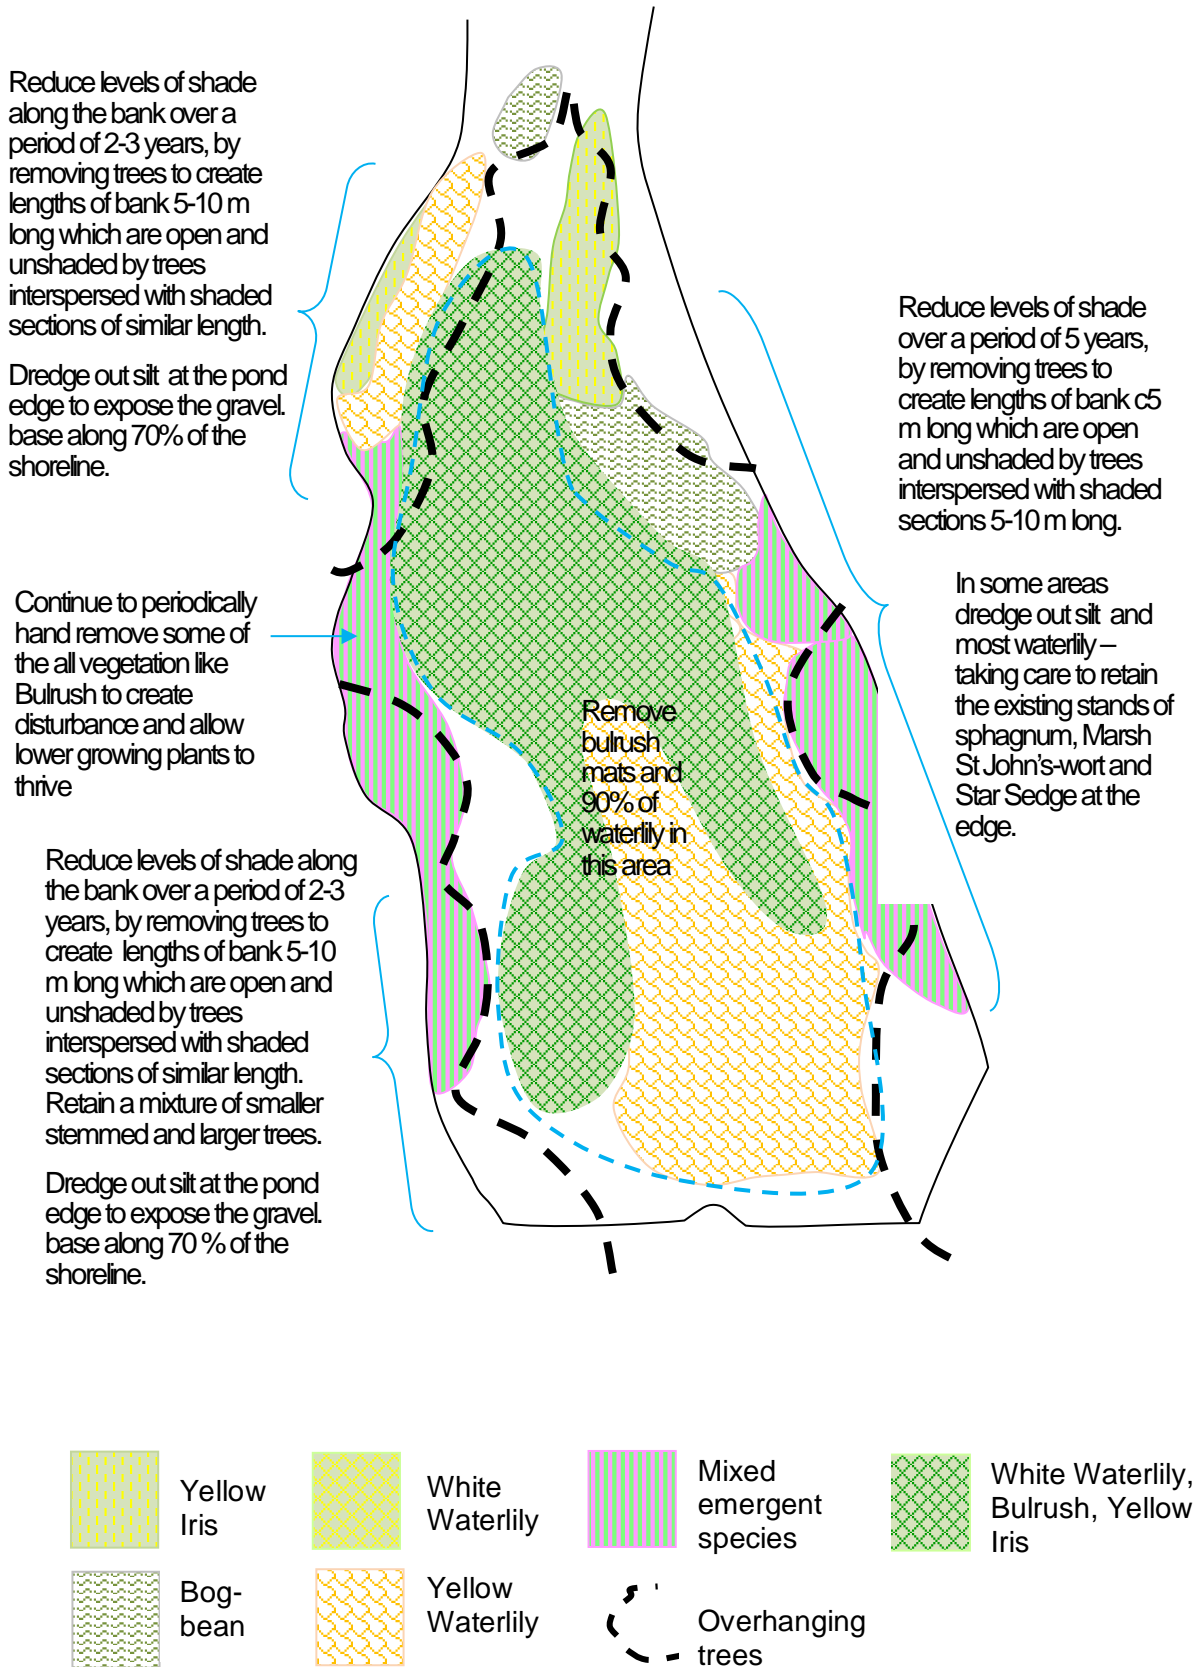 Reduce levels of shade
along the bank over a
period of 2-3 years, by
removing trees to create
lengths of bank 5-10 m
long which are open and
unshaded by trees
interspersed with shaded
sections of similar length.
Dredge out silt at the pond
edge to expose the gravel.
base along 70% of the
shoreline.
Continue to periodically
hand remove some of
the all vegetation like
Bulrush to create
disturbance and allow
lower growing plants to
thrive
Reduce levels of shade along
the bank over a period of 2-3
years, by removing trees to
create lengths of bank 5-10
m long which are open and
unshaded by trees
interspersed with shaded
sections of similar length.
Retain a mixture of smaller
stemmed and larger trees.
Dredge out silt at the pond
edge to expose the gravel.
base along 70 % of the
shoreline.
Remove
bulrush
mats and
90% of
waterlily in
this area
Reduce levels of shade
over a period of 5 years,
by removing trees to
create lengths of bank c5
m long which are open
and unshaded by trees
interspersed with shaded
sections 5-10 m long.
In some areas
dredge out silt and
most waterlily –
taking care to retain
the existing stands of
sphagnum, Marsh
St John's-wort and
Star Sedge at the
edge.
Yellow
Iris
White
Waterlily
Mixed
emergent
species
White Waterlily,
Bulrush, Yellow
Iris
Bog-
bean
Yellow
Waterlily
Overhanging
trees